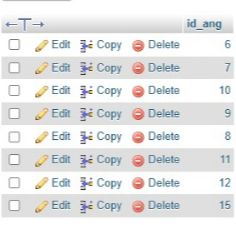 ←T→ id_ang
Edit Copy Delete 6
Edit Copy Delete 7
Edit Copy Delete 10
Edit Copy Delete 9
Edit Copy Delete 8
Edit Copy Delete 11
Edit Copy Delete 12
Edit Copy Delete 15